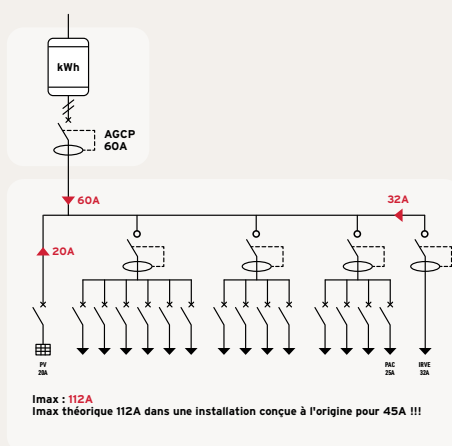 kWh
AGCP
60A
60A
32A
20A
PV
20A
PAC
25A
IRVE
32A
Imax : 112A
Imax théorique 112A dans une installation conçue à l'origine pour 45A !!!